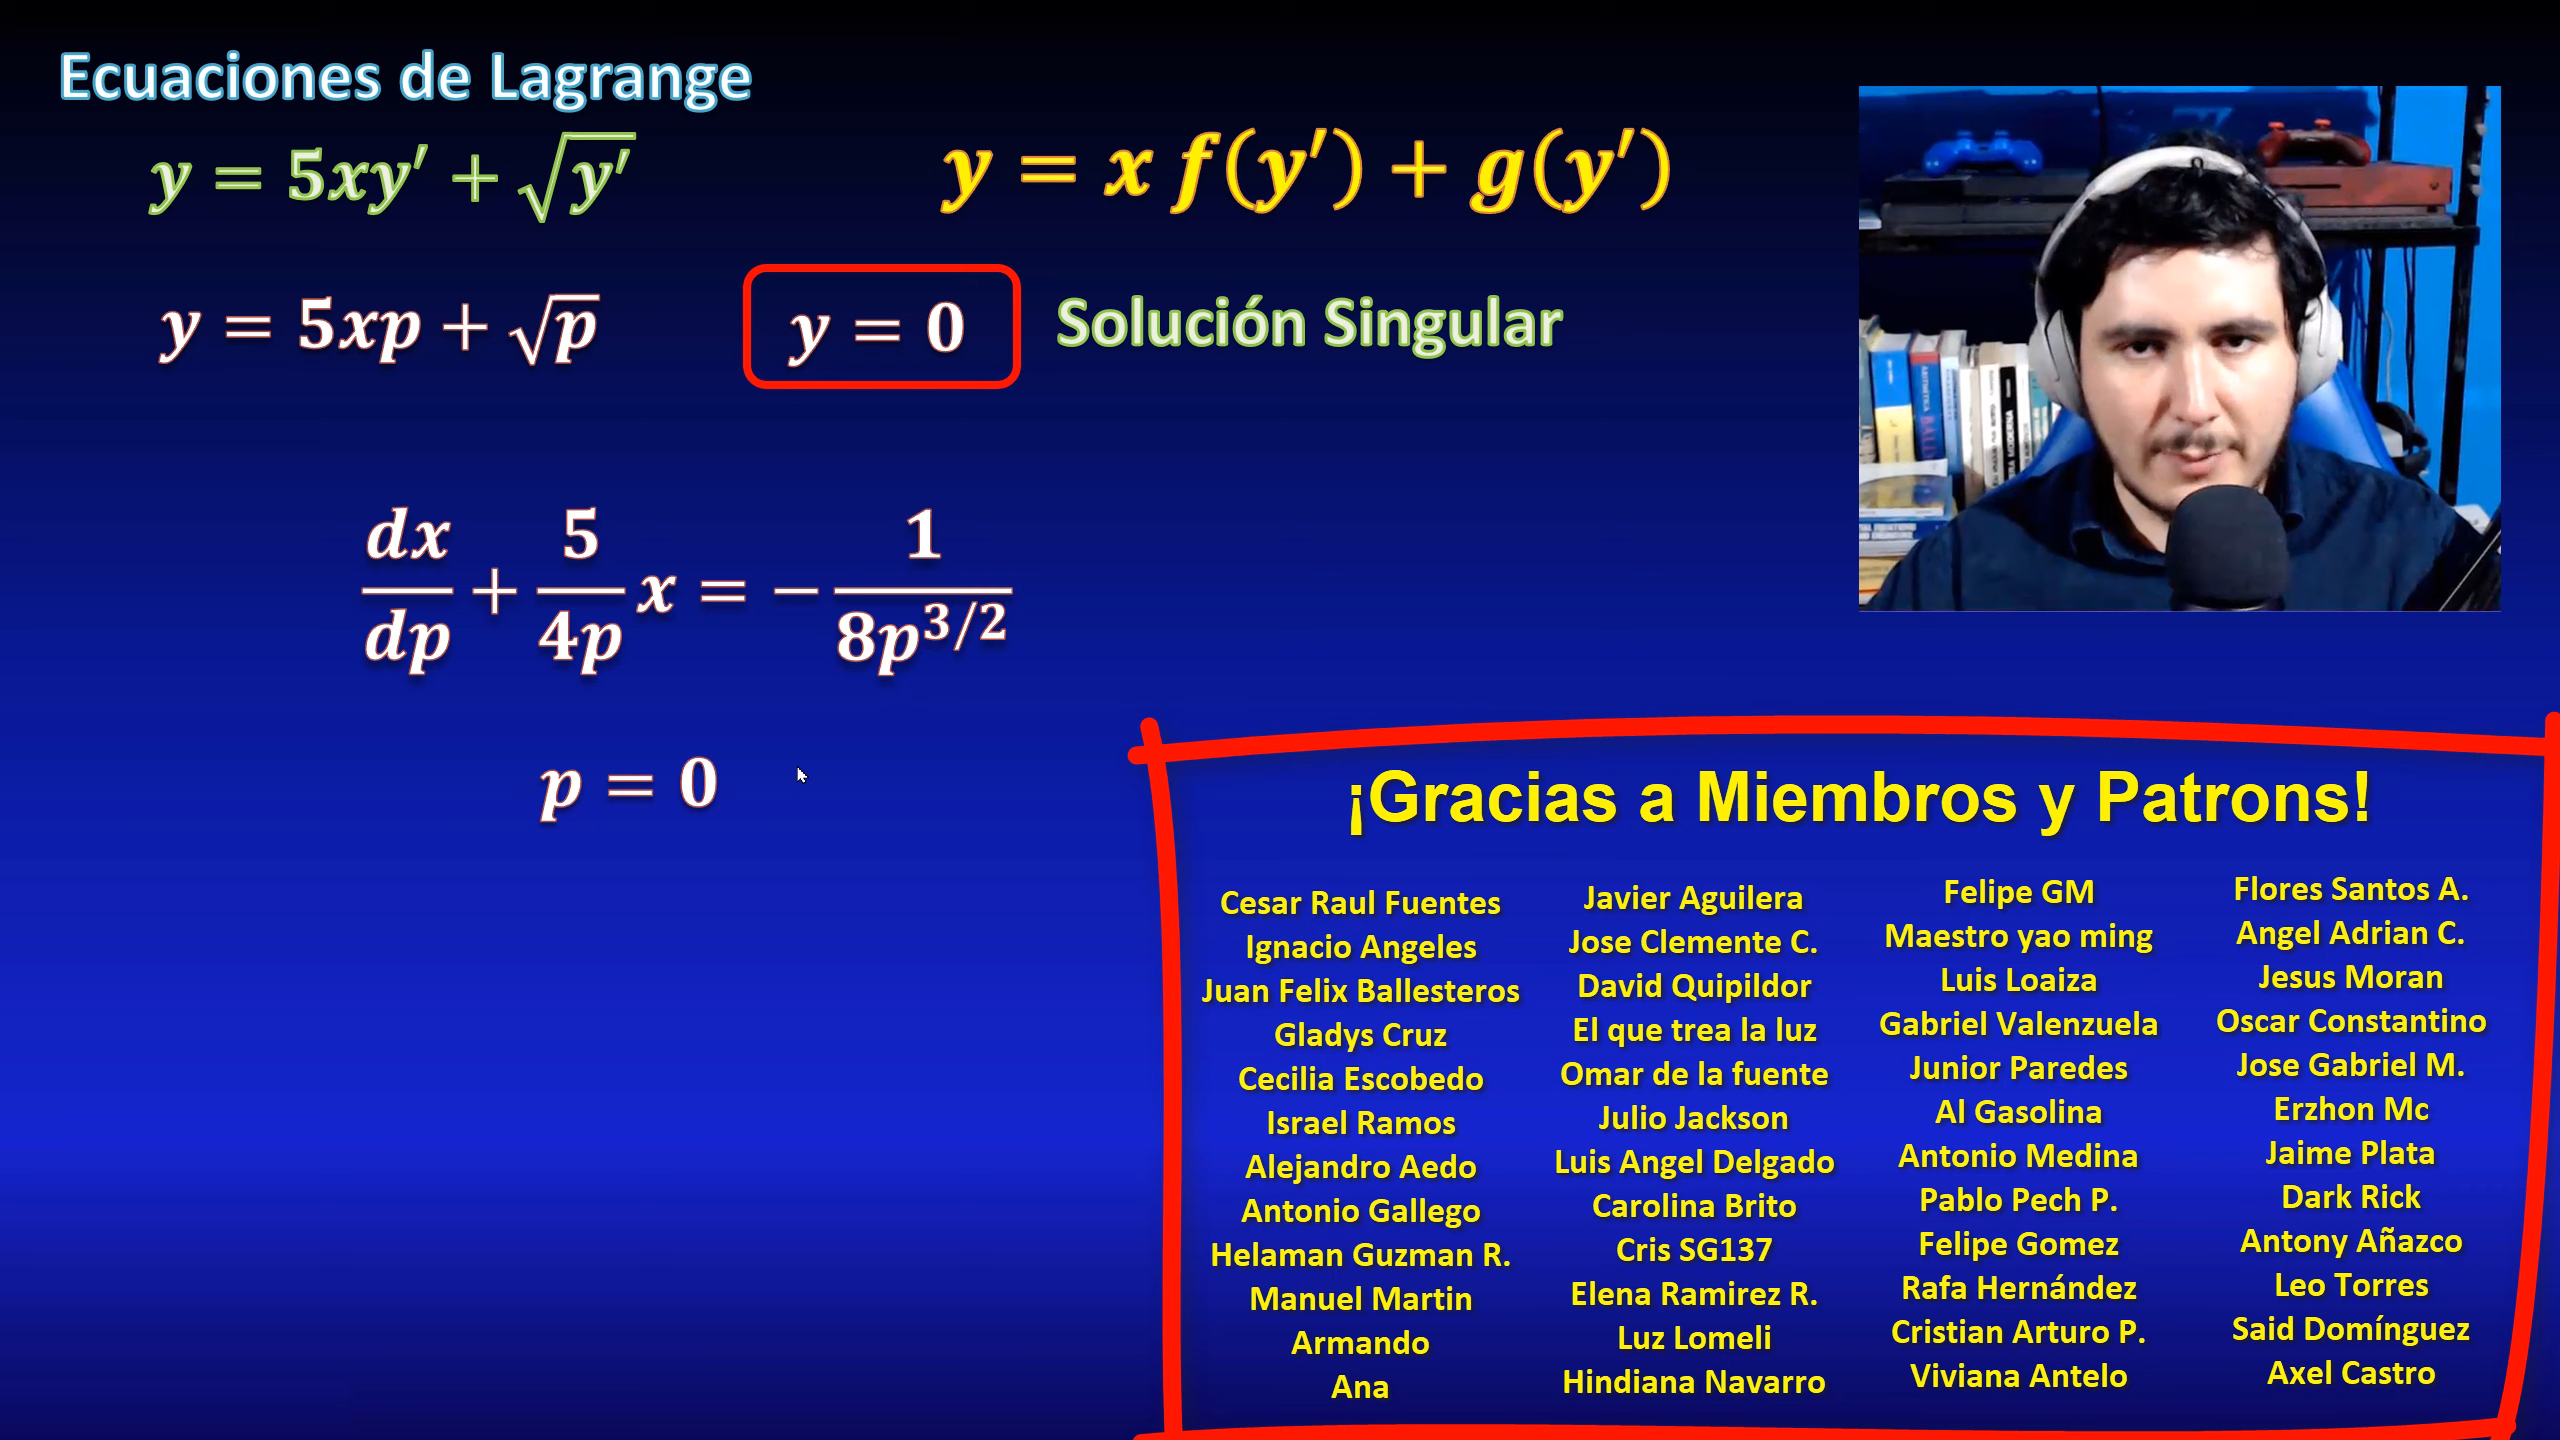 Ecuaciones de Lagrange
y = 5xy′ + √y′
y = x f(y′) + g(y′)
y = 5xp + √p
y = 0
Solución Singular
dx/dp + 5/4p x = − 1/8p^3/2
p = 0
¡Gracias a Miembros y Patrons!
Cesar Raul Fuentes
Ignacio Angeles
Juan Felix Ballesteros
Gladys Cruz
Cecilia Escobedo
Israel Ramos
Alejandro Aedo
Antonio Gallego
Helaman Guzman R.
Manuel Martin
Armando
Ana
Javier Aguilera
Jose Clemente C.
David Quipildor
El que trea la luz
Omar de la fuente
Julio Jackson
Luis Angel Delgado
Carolina Brito
Cris SG137
Elena Ramirez R.
Luz Lomeli
Hindiana Navarro
Felipe GM
Maestro yao ming
Luis Loaiza
Gabriel Valenzuela
Junior Paredes
Al Gasolina
Antonio Medina
Pablo Pech P.
Felipe Gomez
Rafa Hernández
Cristian Arturo P.
Viviana Antelo
Flores Santos A.
Angel Adrian C.
Jesus Moran
Oscar Constantino
Jose Gabriel M.
Erzhon Mc
Jaime Plata
Dark Rick
Antony Añazco
Leo Torres
Said Domínguez
Axel Castro